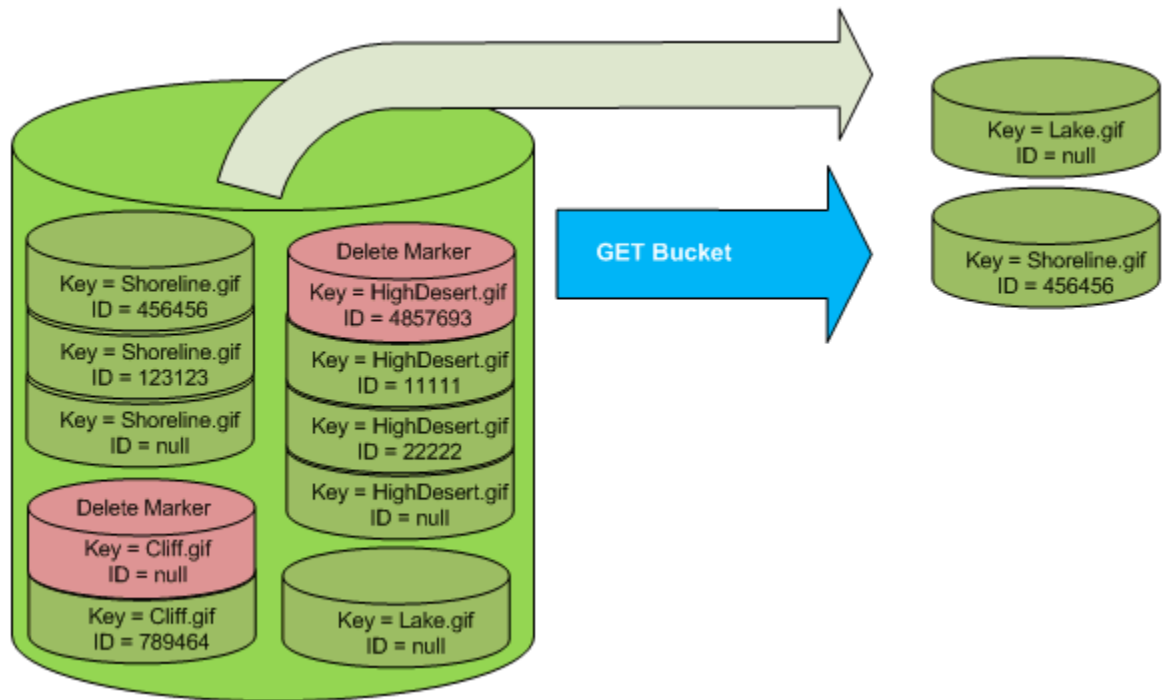 Key = Shoreline.gif
ID = 456456
Key = Shoreline.gif
ID = 123123
Key = Shoreline.gif
ID = null
Delete Marker
Key = Cliff.gif
ID = null
Key = Cliff.gif
ID = 789464
Delete Marker
Key = HighDesert.gif
ID = 4857693
Key = HighDesert.gif
ID = 11111
Key = HighDesert.gif
ID = 22222
Key = HighDesert.gif
ID = null
Key = Lake.gif
ID = null
GET Bucket
Key = Lake.gif
ID = null
Key = Shoreline.gif
ID = 456456